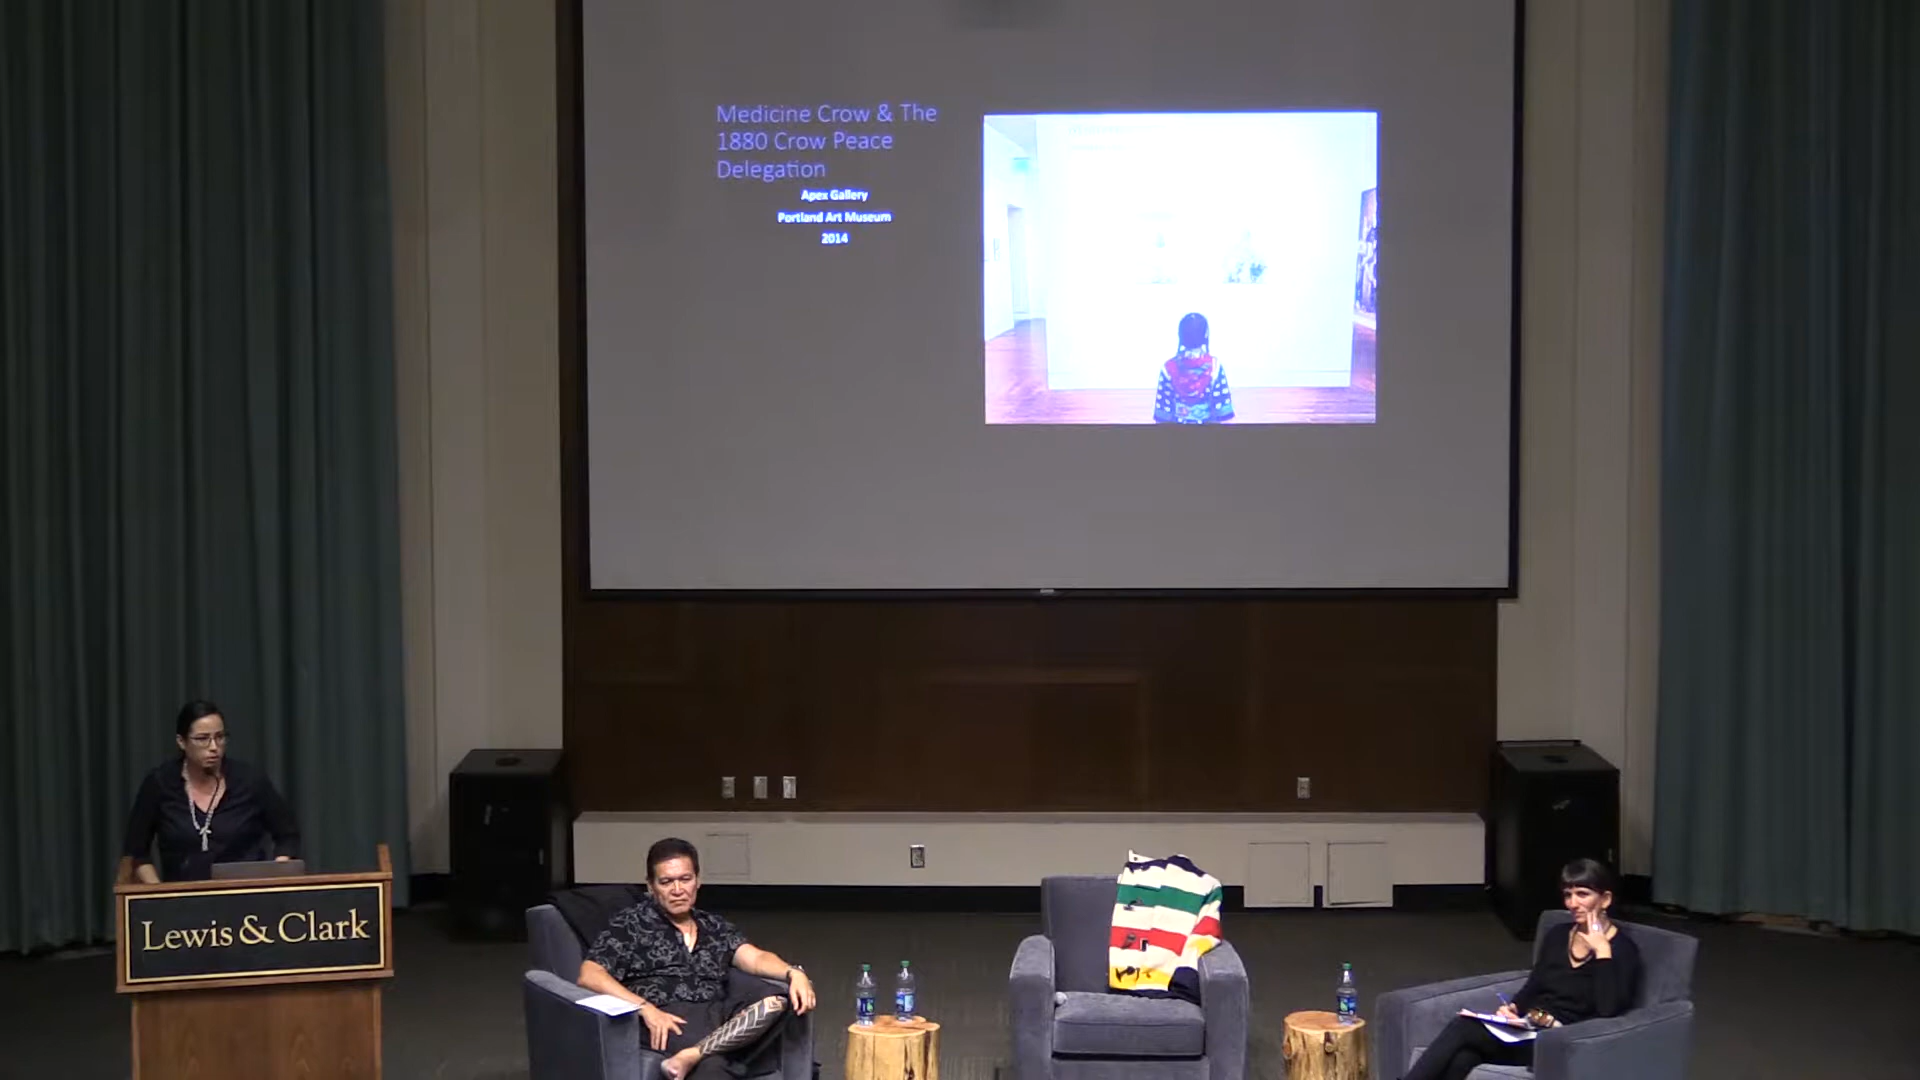 Medicine Crow & The
1880 Crow Peace
Delegation
Apex Gallery
Portland Art Museum
2014
Lewis & Clark